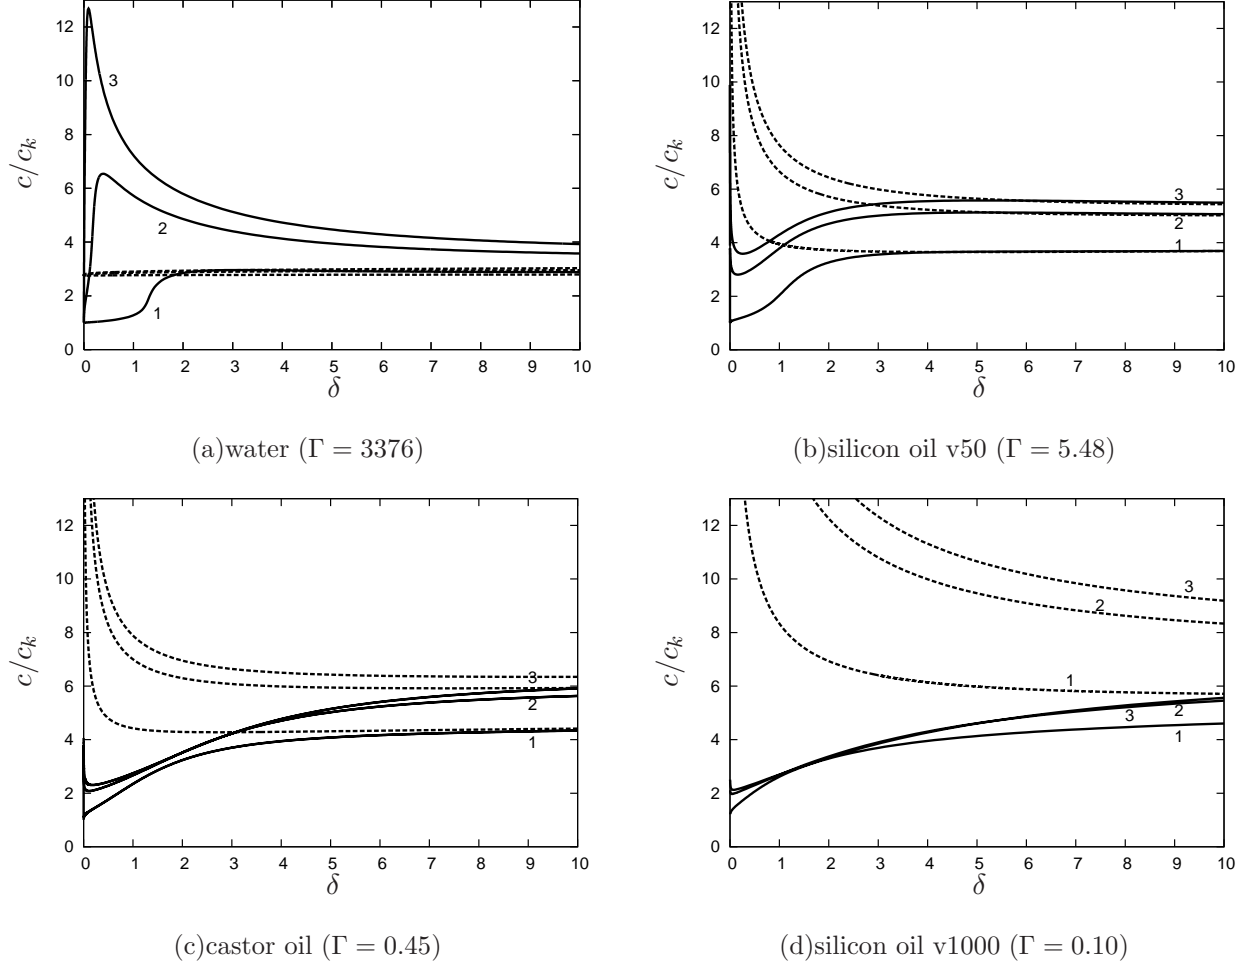 12
10
8
6
4
2
0
c/c_k
3
2
1
0 1 2 3 4 5 6 7 8 9 10
δ
(a)water (Γ = 3376)
12
10
8
6
4
2
0
c/c_k
3
2
1
0 1 2 3 4 5 6 7 8 9 10
δ
(b)silicon oil v50 (Γ = 5.48)
12
10
8
6
4
2
0
c/c_k
3
2
1
0 1 2 3 4 5 6 7 8 9 10
δ
(c)castor oil (Γ = 0.45)
12
10
8
6
4
2
0
c/c_k
3
2
1
2
3
1
0 1 2 3 4 5 6 7 8 9 10
δ
(d)silicon oil v1000 (Γ = 0.10)